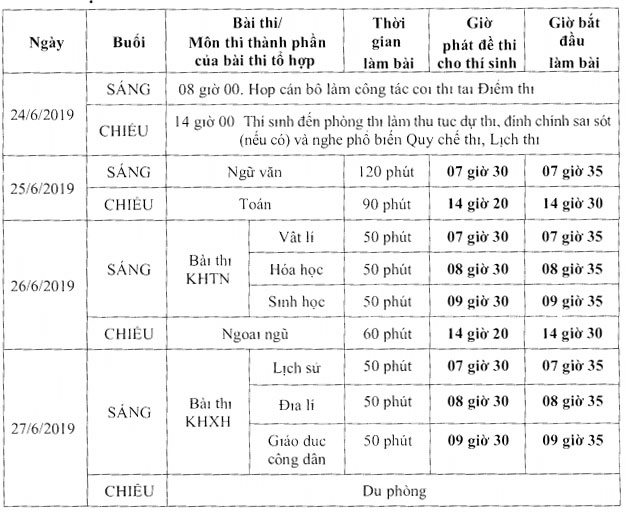 Ngày Buổi Bài thi/ Môn thi thành phần của bài thi tổ hợp Thời gian làm bài Giờ phát đề thi cho thí sinh Giờ bắt đầu làm bài
24/6/2019 SÁNG 08 giờ 00. Họp cán bộ làm công tác coi thi tại Điểm thi
CHIỀU 14 giờ 00 Thí sinh đến phòng thi làm thủ tục dự thi, đính chính sai sót
(nếu có) và nghe phổ biến Quy chế thi, Lịch thi
25/6/2019 SÁNG Ngữ văn 120 phút 07 giờ 30 07 giờ 35
CHIỀU Toán 90 phút 14 giờ 20 14 giờ 30
26/6/2019 SÁNG Bài thi KHTN Vật lí 50 phút 07 giờ 30 07 giờ 35
Hóa học 50 phút 08 giờ 30 08 giờ 35
Sinh học 50 phút 09 giờ 30 09 giờ 35
CHIỀU Ngoại ngữ 60 phút 14 giờ 20 14 giờ 30
27/6/2019 SÁNG Bài thi KHXH Lịch sử 50 phút 07 giờ 30 07 giờ 35
Địa lí 50 phút 08 giờ 30 08 giờ 35
Giáo dục công dân 50 phút 09 giờ 30 09 giờ 35
CHIỀU Dự phòng